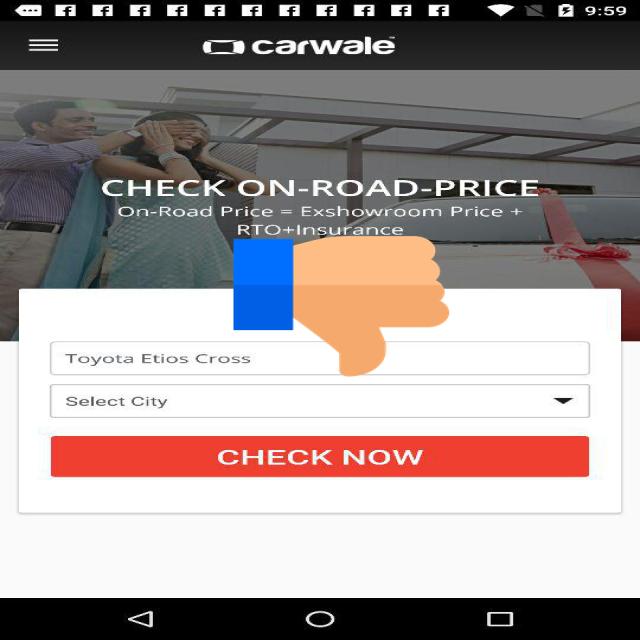 9:59
carwale
CHECK ON-ROAD-PRICE
On-Road Price = Exshowroom Price +
RTO+Insurance
Toyota Etios Cross
Select City
CHECK NOW